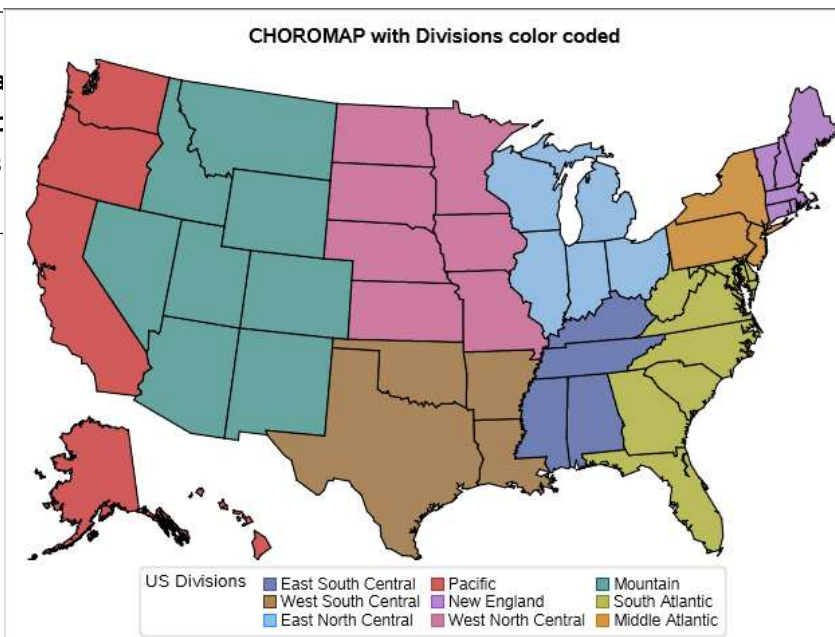 CHOROMAP with Divisions color coded
US Divisions
East South Central Pacific Mountain
West South Central New England South Atlantic
East North Central West North Central Middle Atlantic